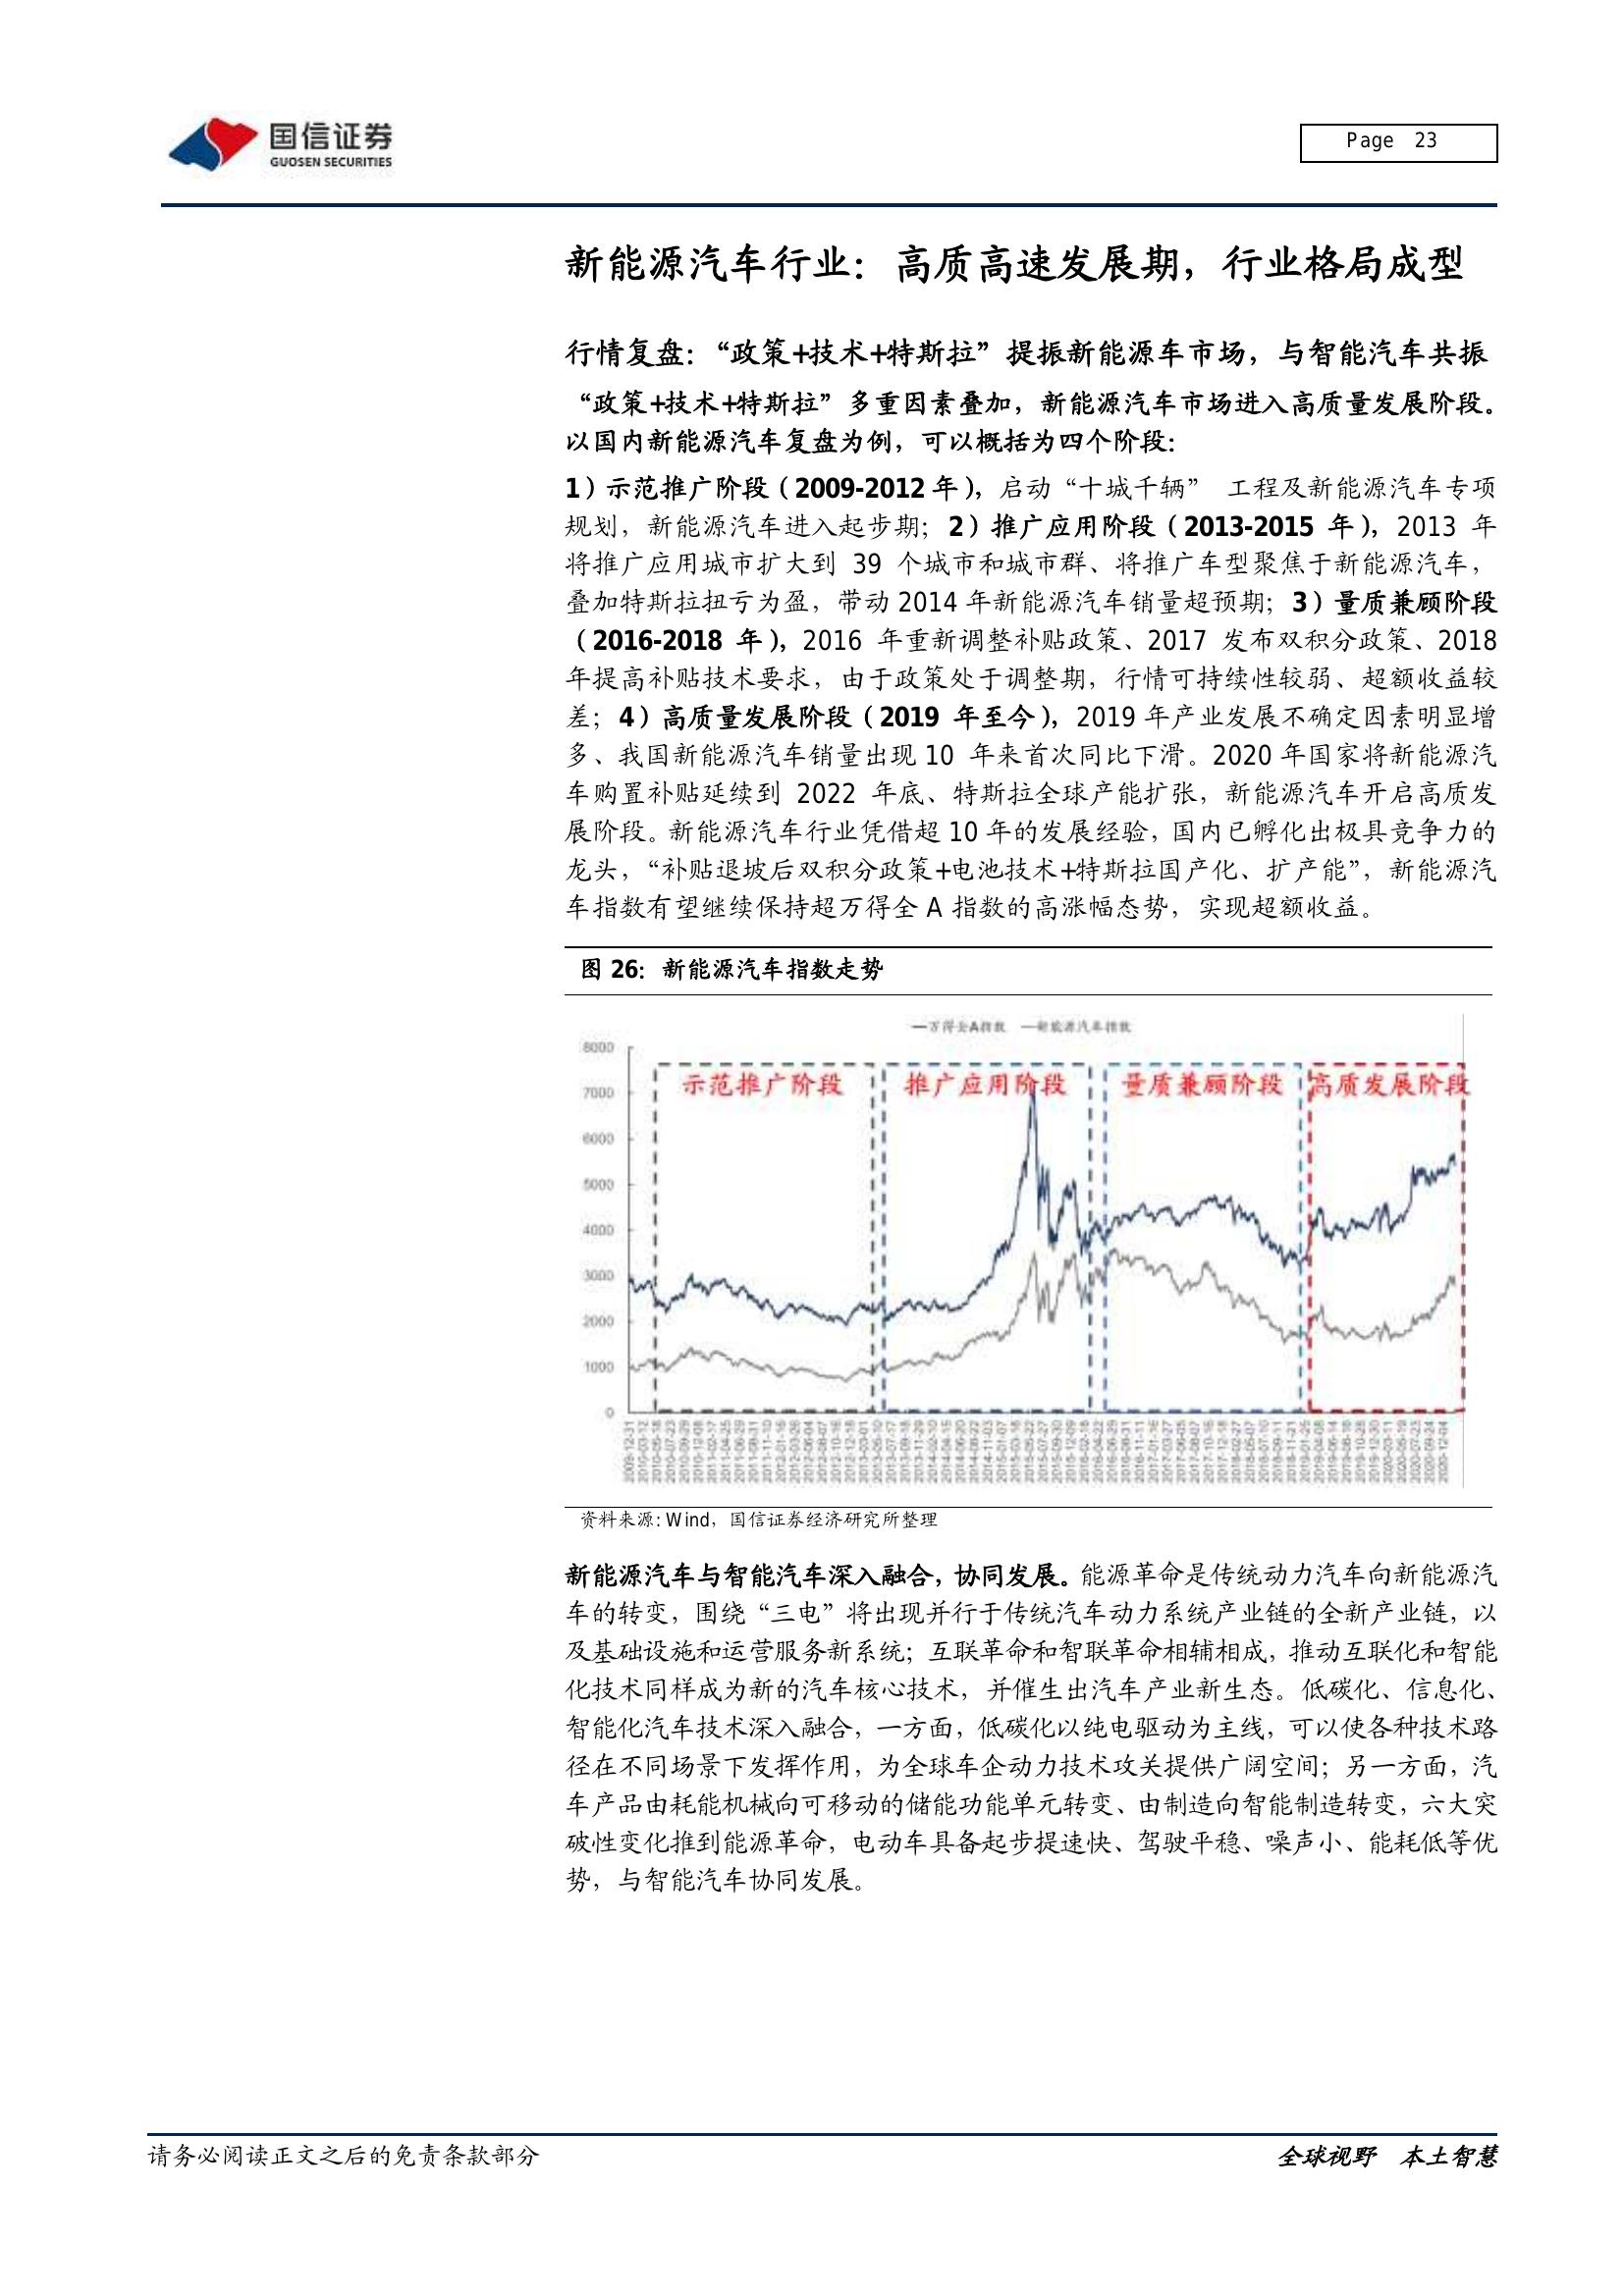 国信证券
GUOSEN SECURITIES
Page 23
新能源汽车行业：高质高速发展期，行业格局成型
行情复盘：“政策+技术+特斯拉”提振新能源车市场，与智能汽车共振
“政策+技术+特斯拉”多重因素叠加，新能源汽车市场进入高质量发展阶段。
以国内新能源汽车复盘为例，可以概括为四个阶段：
1）示范推广阶段（2009-2012 年），启动“十城千辆” 工程及新能源汽车专项
规划，新能源汽车进入起步期；2）推广应用阶段（2013-2015 年），2013 年
将推广应用城市扩大到 39 个城市和城市群、将推广车型聚焦于新能源汽车，
叠加特斯拉扭亏为盈，带动 2014 年新能源汽车销量超预期；3）量质兼顾阶段
（2016-2018 年），2016 年重新调整补贴政策、2017 发布双积分政策、2018
年提高补贴技术要求，由于政策处于调整期，行情可持续性较弱、超额收益较
差；4）高质量发展阶段（2019 年至今），2019 年产业发展不确定因素明显增
多、我国新能源汽车销量出现 10 年来首次同比下滑。2020 年国家将新能源汽
车购置补贴延续到 2022 年底、特斯拉全球产能扩张，新能源汽车开启高质发
展阶段。新能源汽车行业凭借超 10 年的发展经验，国内已孵化出极具竞争力的
龙头，“补贴退坡后双积分政策+电池技术+特斯拉国产化、扩产能”，新能源汽
车指数有望继续保持超万得全 A 指数的高涨幅态势，实现超额收益。
图 26：新能源汽车指数走势
万得全A指数 新能源汽车指数
8000
7000
6000
5000
4000
3000
2000
1000
0
示范推广阶段 推广应用阶段 量质兼顾阶段 高质发展阶段
资料来源：Wind，国信证券经济研究所整理
新能源汽车与智能汽车深入融合，协同发展。能源革命是传统动力汽车向新能源汽
车的转变，围绕“三电”将出现并行于传统汽车动力系统产业链的全新产业链，以
及基础设施和运营服务新系统；互联革命和智联革命相辅相成，推动互联化和智能
化技术同样成为新的汽车核心技术，并催生出汽车产业新生态。低碳化、信息化、
智能化汽车技术深入融合，一方面，低碳化以纯电驱动为主线，可以使各种技术路
径在不同场景下发挥作用，为全球车企动力技术攻关提供广阔空间；另一方面，汽
车产品由耗能机械向可移动的储能功能单元转变、由制造向智能制造转变，六大突
破性变化推到能源革命，电动车具备起步提速快、驾驶平稳、噪声小、能耗低等优
势，与智能汽车协同发展。
请务必阅读正文之后的免责条款部分
全球视野 本土智慧